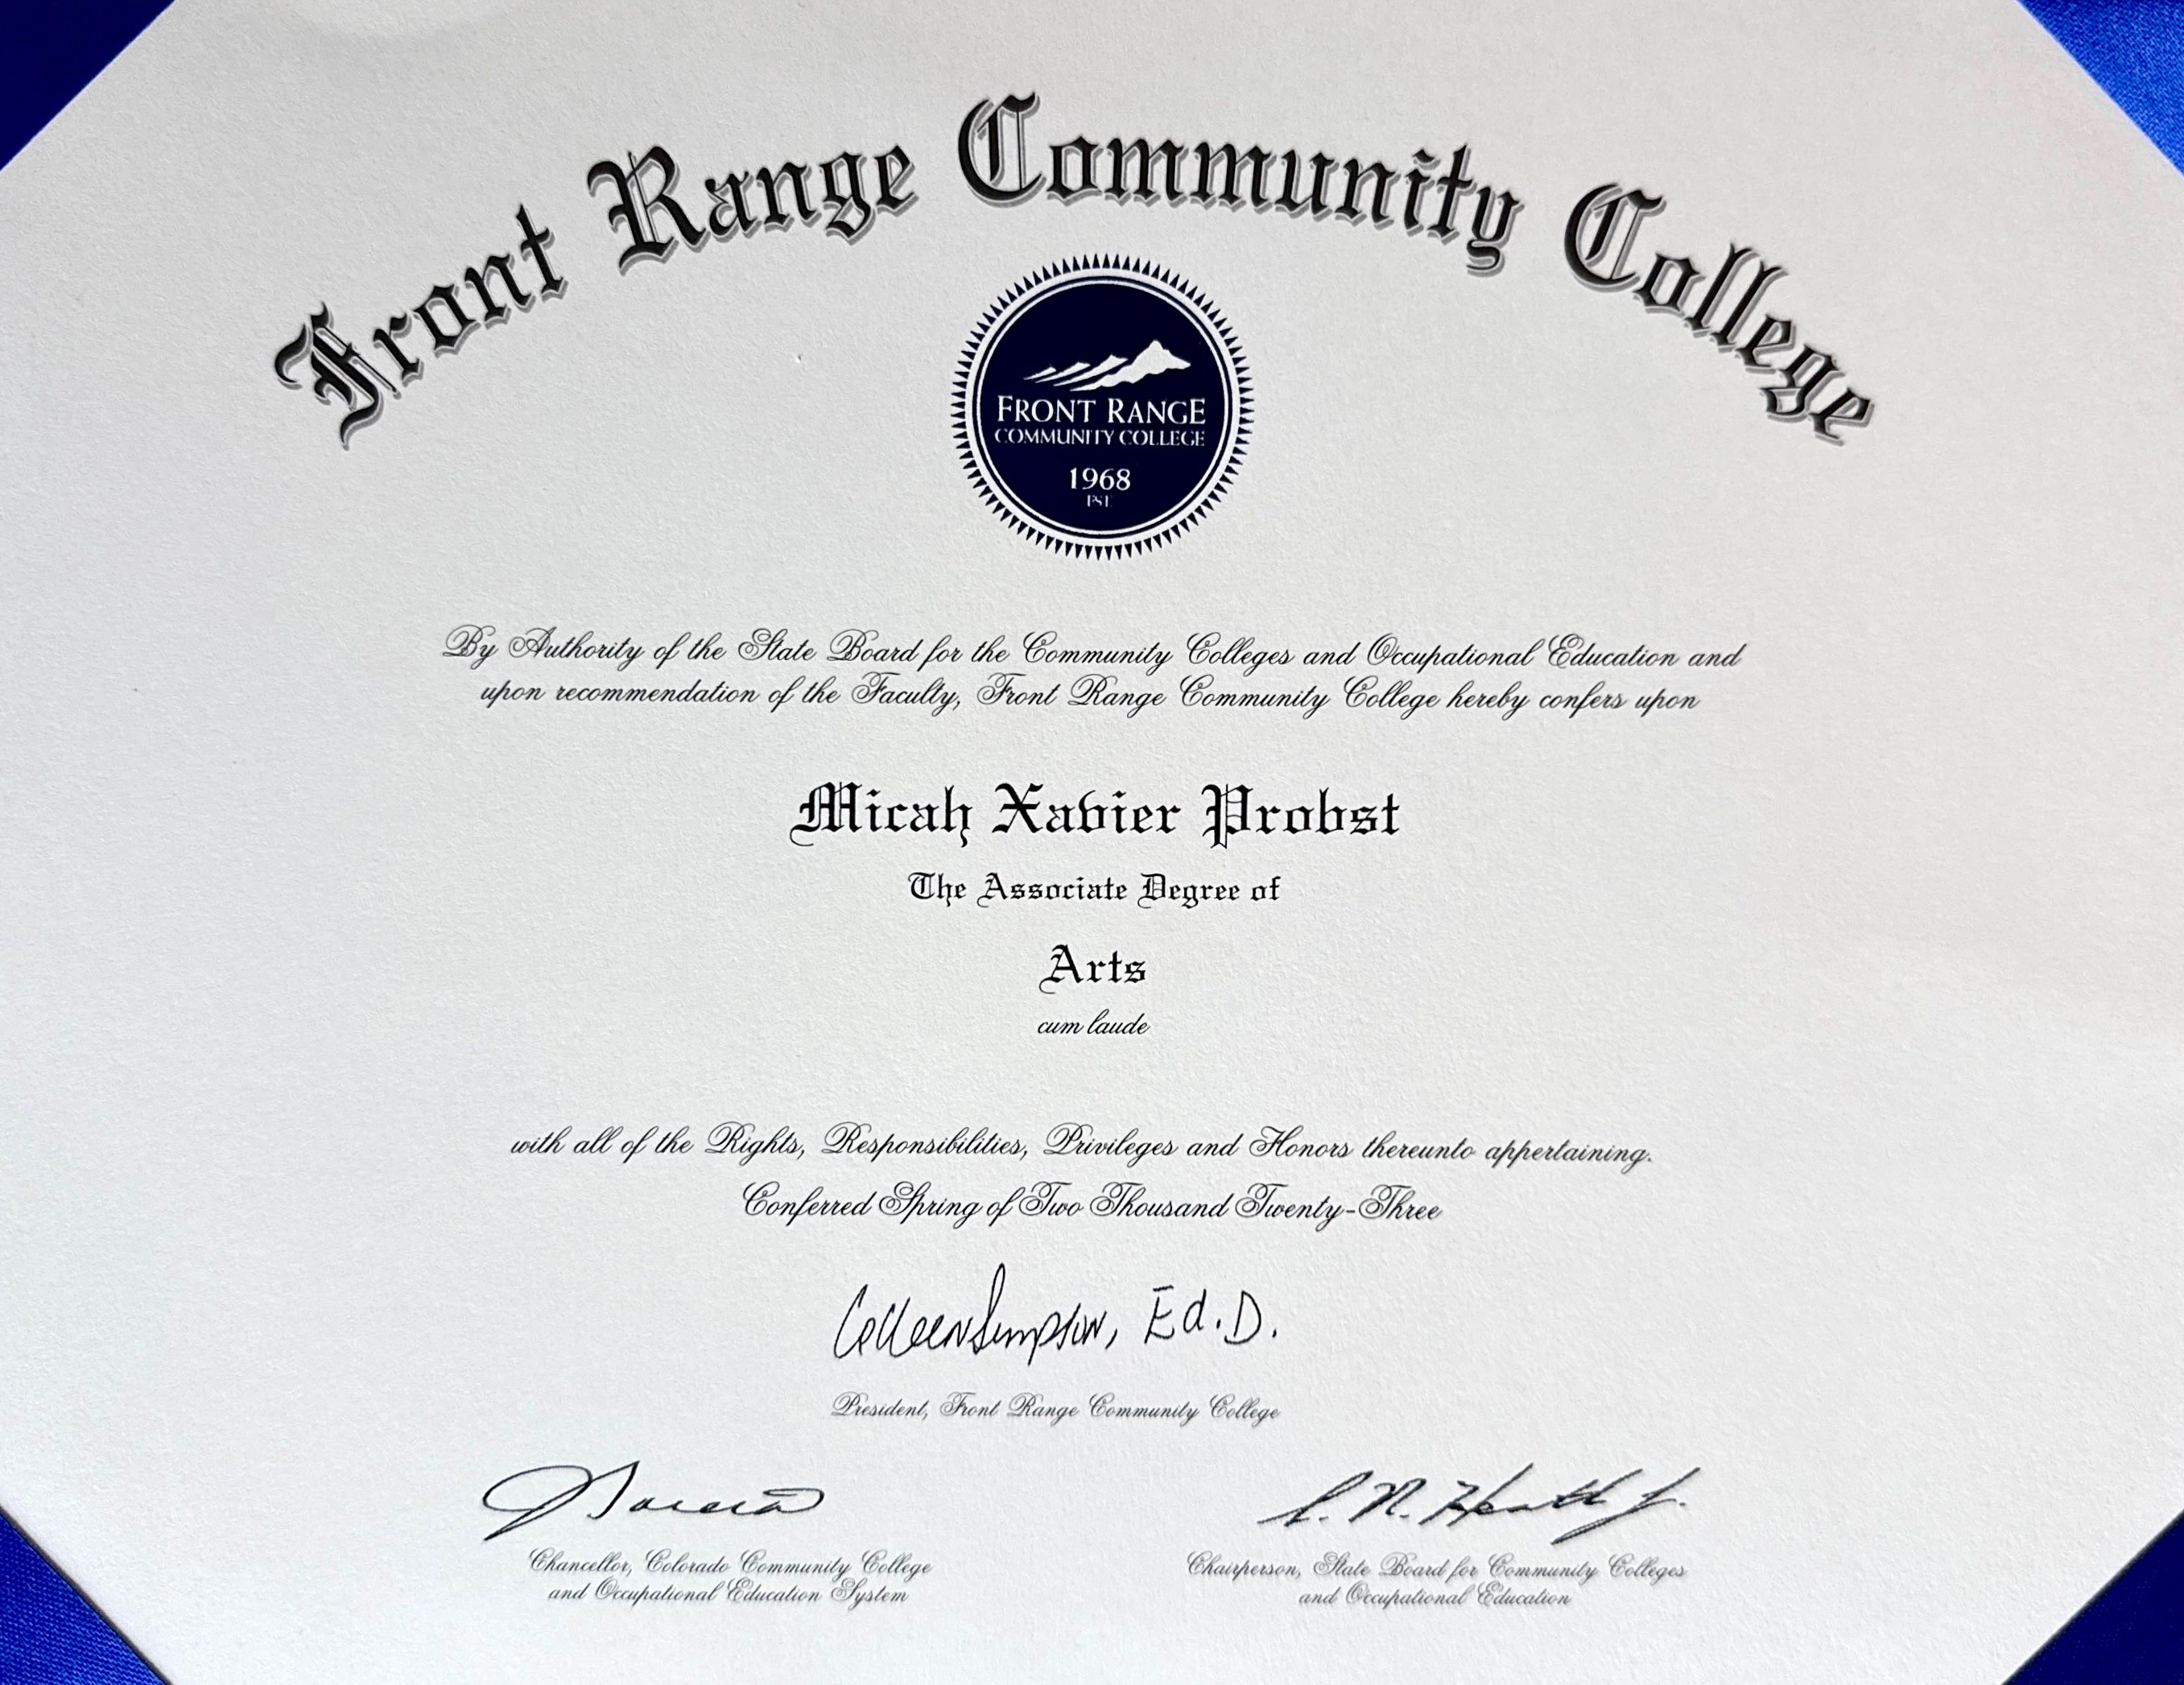 Front Range Community College
FRONT RANGE
COMMUNITY COLLEGE
1968
EST.
By Authority of the State Board for the Community Colleges and Occupational Education and
upon recommendation of the Faculty, Front Range Community College hereby confers upon
Micah Xavier Probst
The Associate Degree of
Arts
cum laude
with all of the Rights, Responsibilities, Privileges and Honors thereunto appertaining.
Conferred Spring of Two Thousand Twenty-Three
Colleen Simpson, Ed.D.
President, Front Range Community College
Chancellor, Colorado Community College
and Occupational Education System
Chairperson, State Board for Community Colleges
and Occupational Education